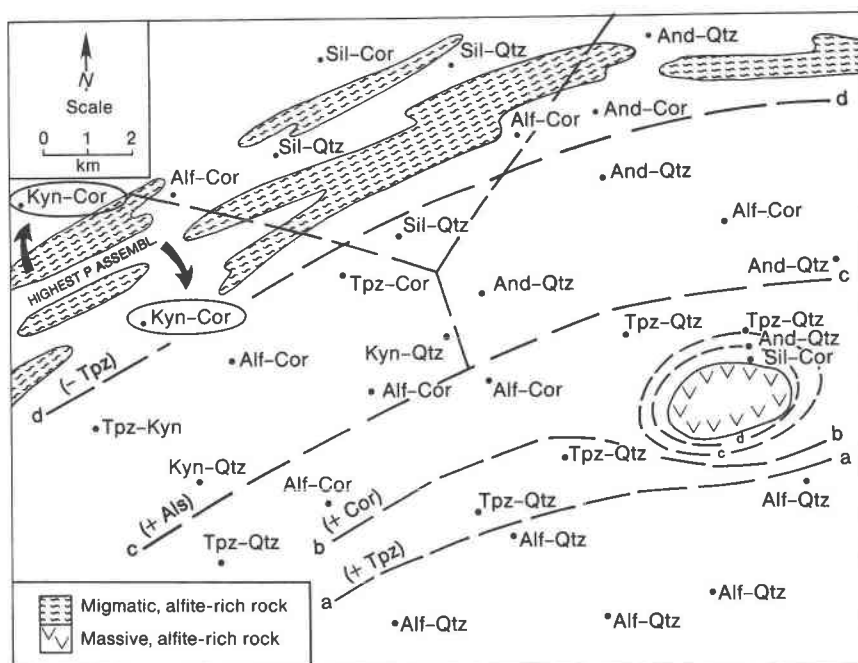 N
Scale
0 1 2
km
Sil–Cor
Sil–Qtz
And–Qtz
Alf–Cor
And–Cor
d
Sil–Qtz
Alf–Cor
And–Qtz
Kyn–Cor
Alf–Cor
Sil–Qtz
HIGHEST P ASSEMBL.
And–Qtz
Tpz–Cor
And–Qtz
c
Kyn–Cor
Tpz–Qtz
Tpz–Qtz
And–Qtz
Sil–Cor
Kyn–Qtz
Alf–Cor
(– Tpz)
d
Alf–Cor
Alf–Cor
Tpz–Kyn
d
c
b
Tpz–Qtz
a
Kyn–Qtz
Alf–Qtz
Alf–Cor
(+ Als)
c
(+ Cor)
b
Tpz–Qtz
Alf–Qtz
Tpz–Qtz
(+ Tpz)
a
Migmatic, alfite-rich rock
Massive, alfite-rich rock
Alf–Qtz
Alf–Qtz
Alf–Qtz